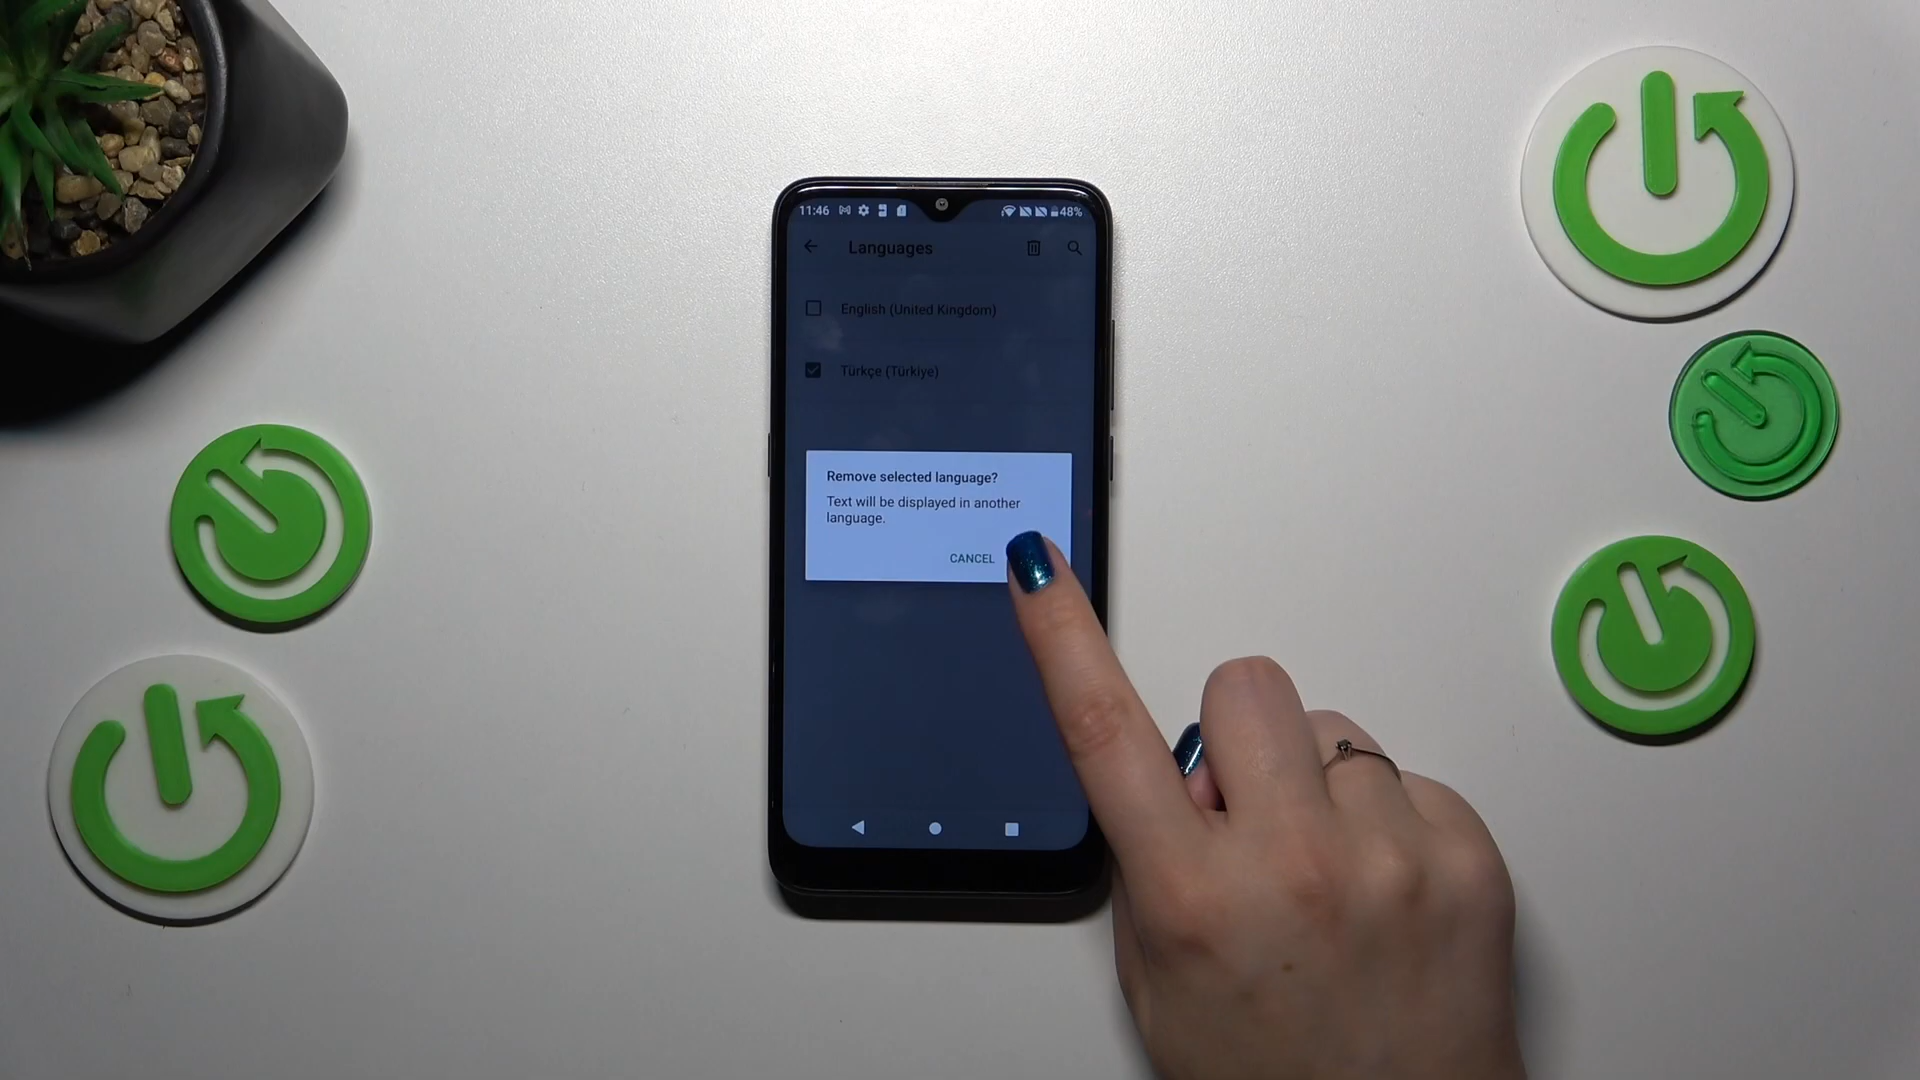 11:46
48%
Languages
English (United Kingdom)
Türkçe (Türkiye)
Remove selected language?
Text will be displayed in another
language.
CANCEL